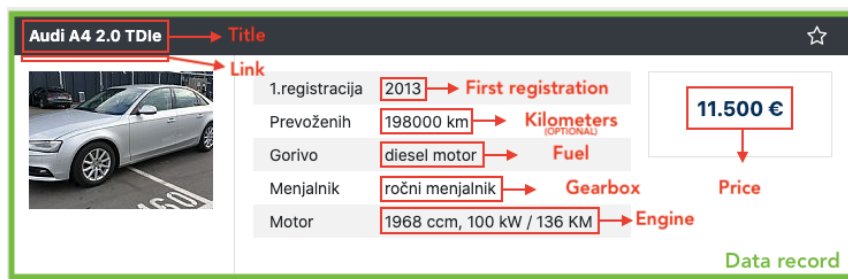 Audi A4 2.0 TDIe Title
Link
1.registracija 2013 First registration
Prevoženih 198000 km Kilometers
(OPTIONAL)
Gorivo diesel motor Fuel
Menjalnik ročni menjalnik Gearbox
Motor 1968 ccm, 100 kW / 136 KM Engine
11.500 €
Price
160
Data record